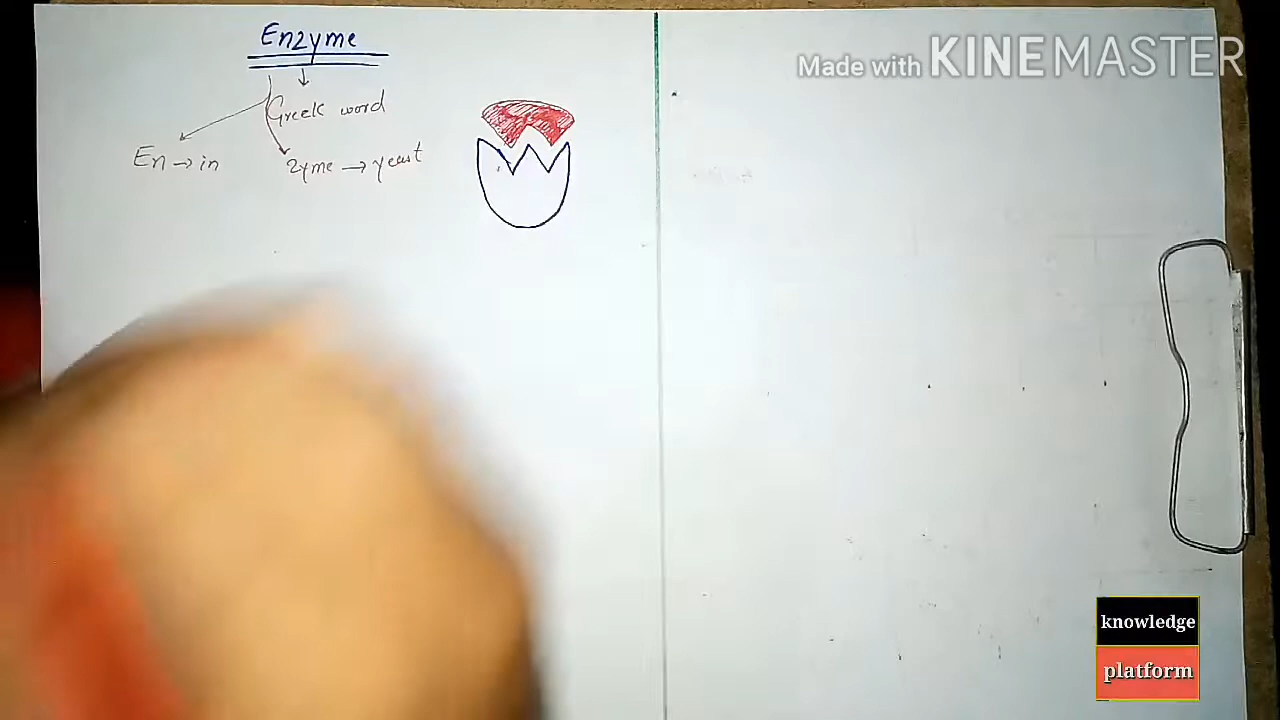 Enzyme
Greek word
En → in
Zyme → yeast
Made with KINEMASTER
knowledge
platform